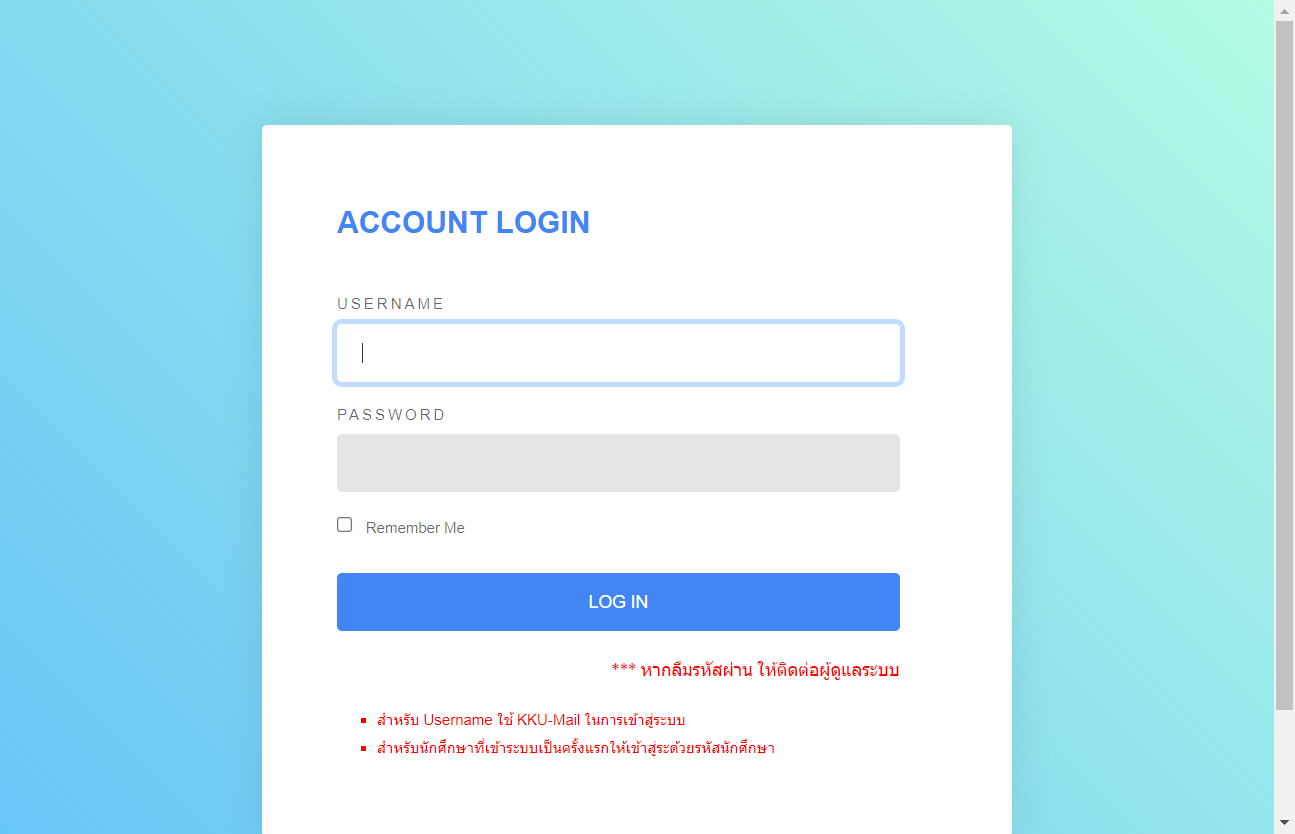 ACCOUNT LOGIN
USERNAME
PASSWORD
Remember Me
LOG IN
*** หากลืมรหัสผ่าน ให้ติดต่อผู้ดูแลระบบ
สำหรับ Username ใช้ KKU-Mail ในการเข้าสู่ระบบ
สำหรับนักศึกษาที่เข้าระบบเป็นครั้งแรกให้เข้าสู่ระด้วยรหัสนักศึกษา